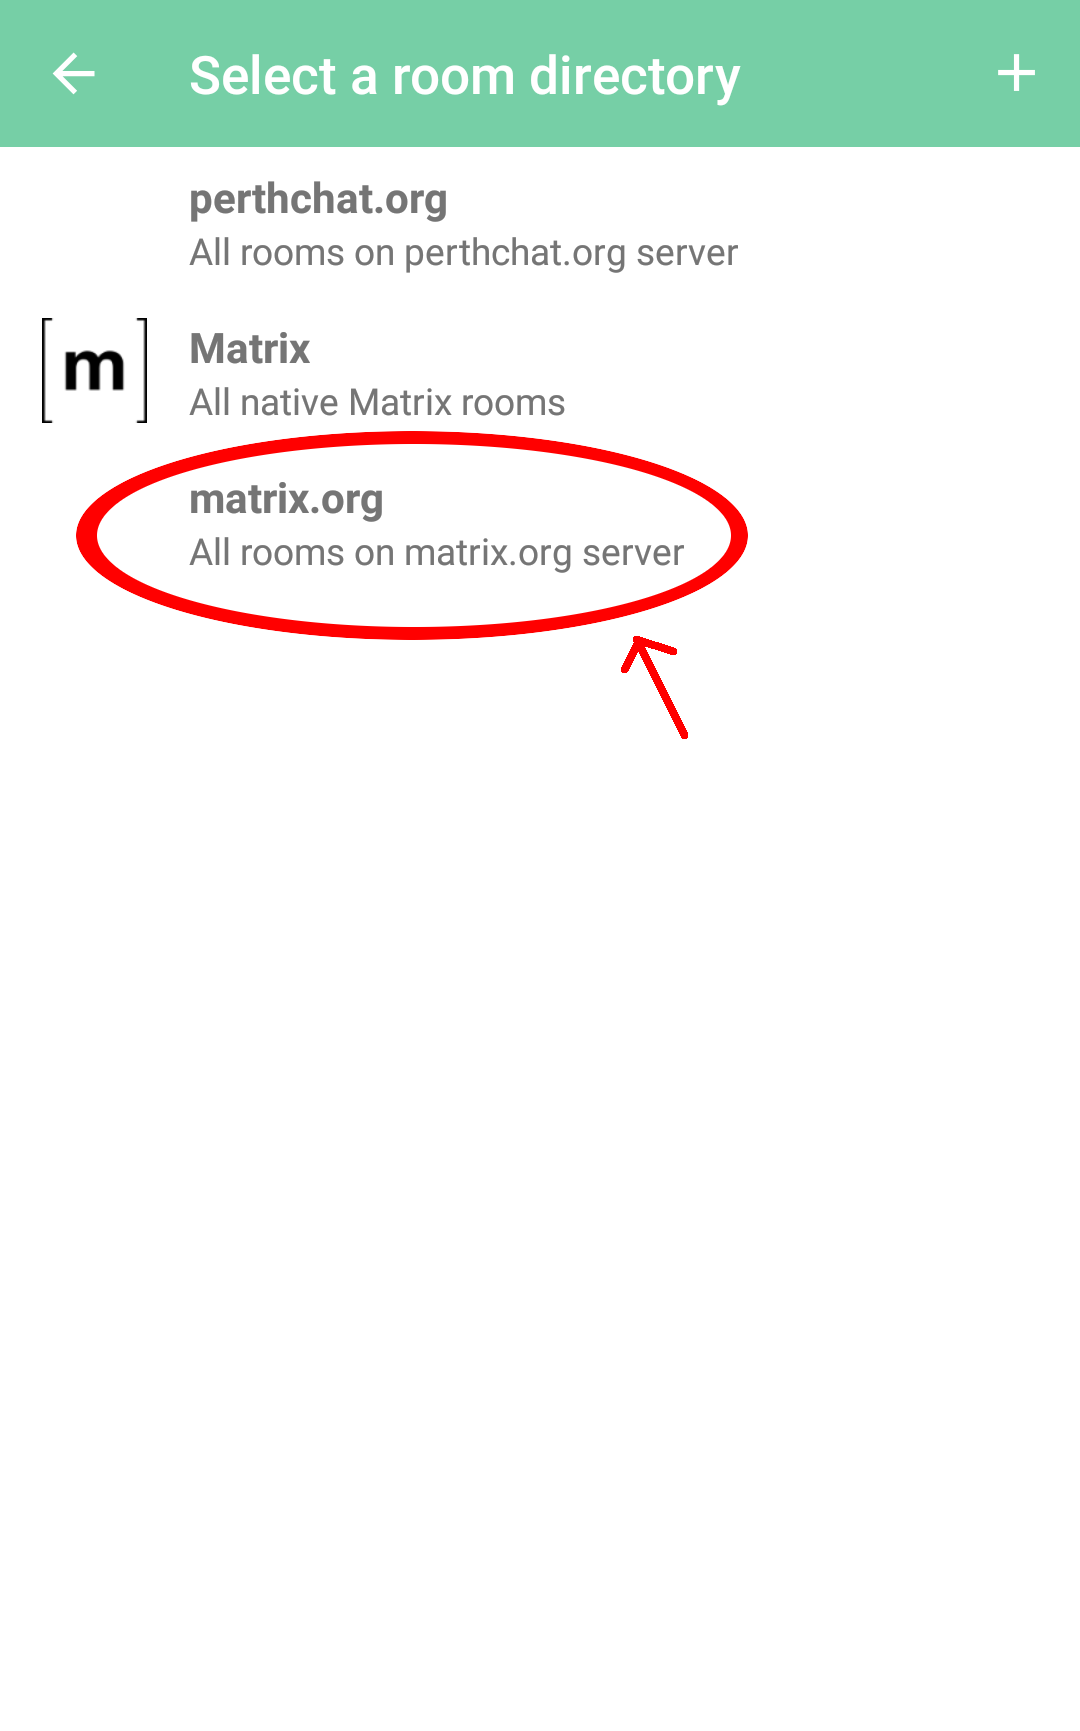 Select a room directory
perthchat.org
All rooms on perthchat.org server
[m]
Matrix
All native Matrix rooms
matrix.org
All rooms on matrix.org server